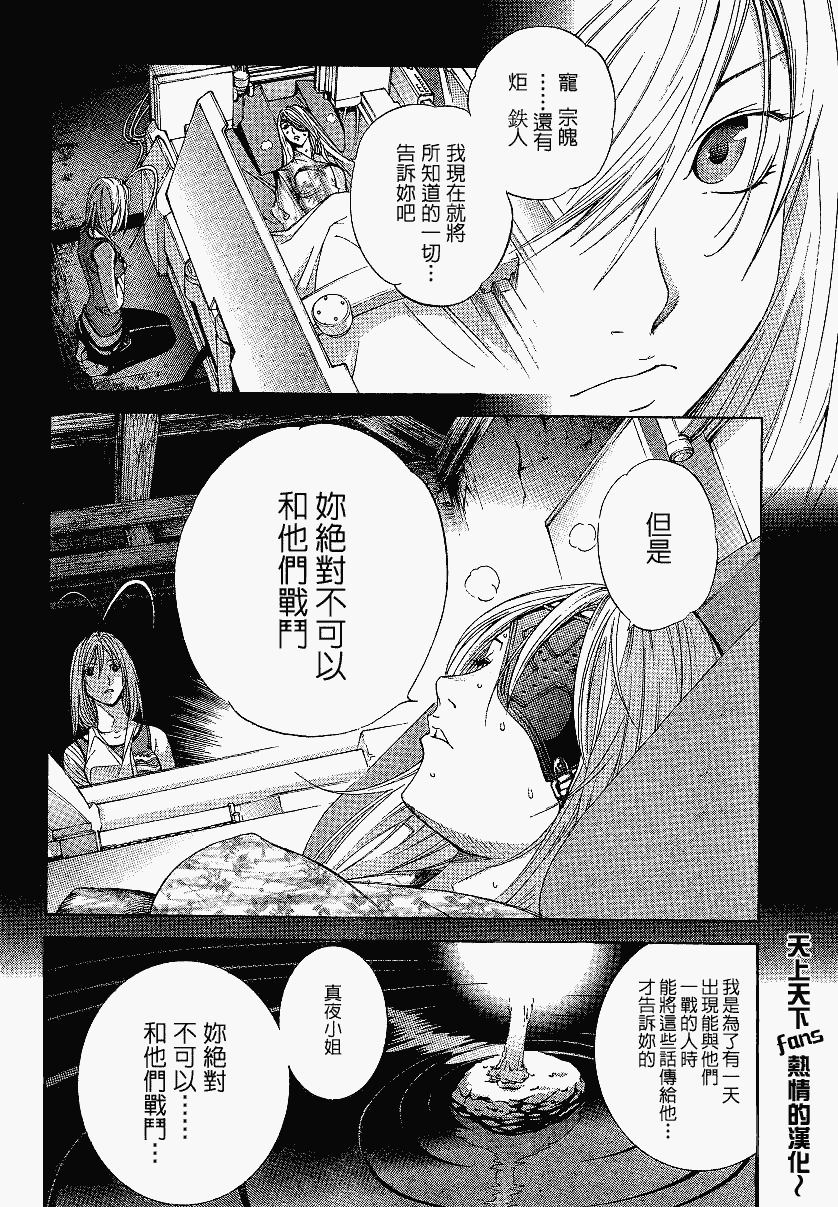 寵 宗魄
……還有
炬 鉄人
我現在就將
所知道的一切…
告訴妳吧
但是
妳絕對不可以
和他們戰鬥
我是為了有一天
出現能與他們
一戰的人時
能將這些話傳給他…
才告訴妳的
真夜小姐
妳絕對
不可以……
和他們戰鬥…
天上天下
fans
熱情的漢化~